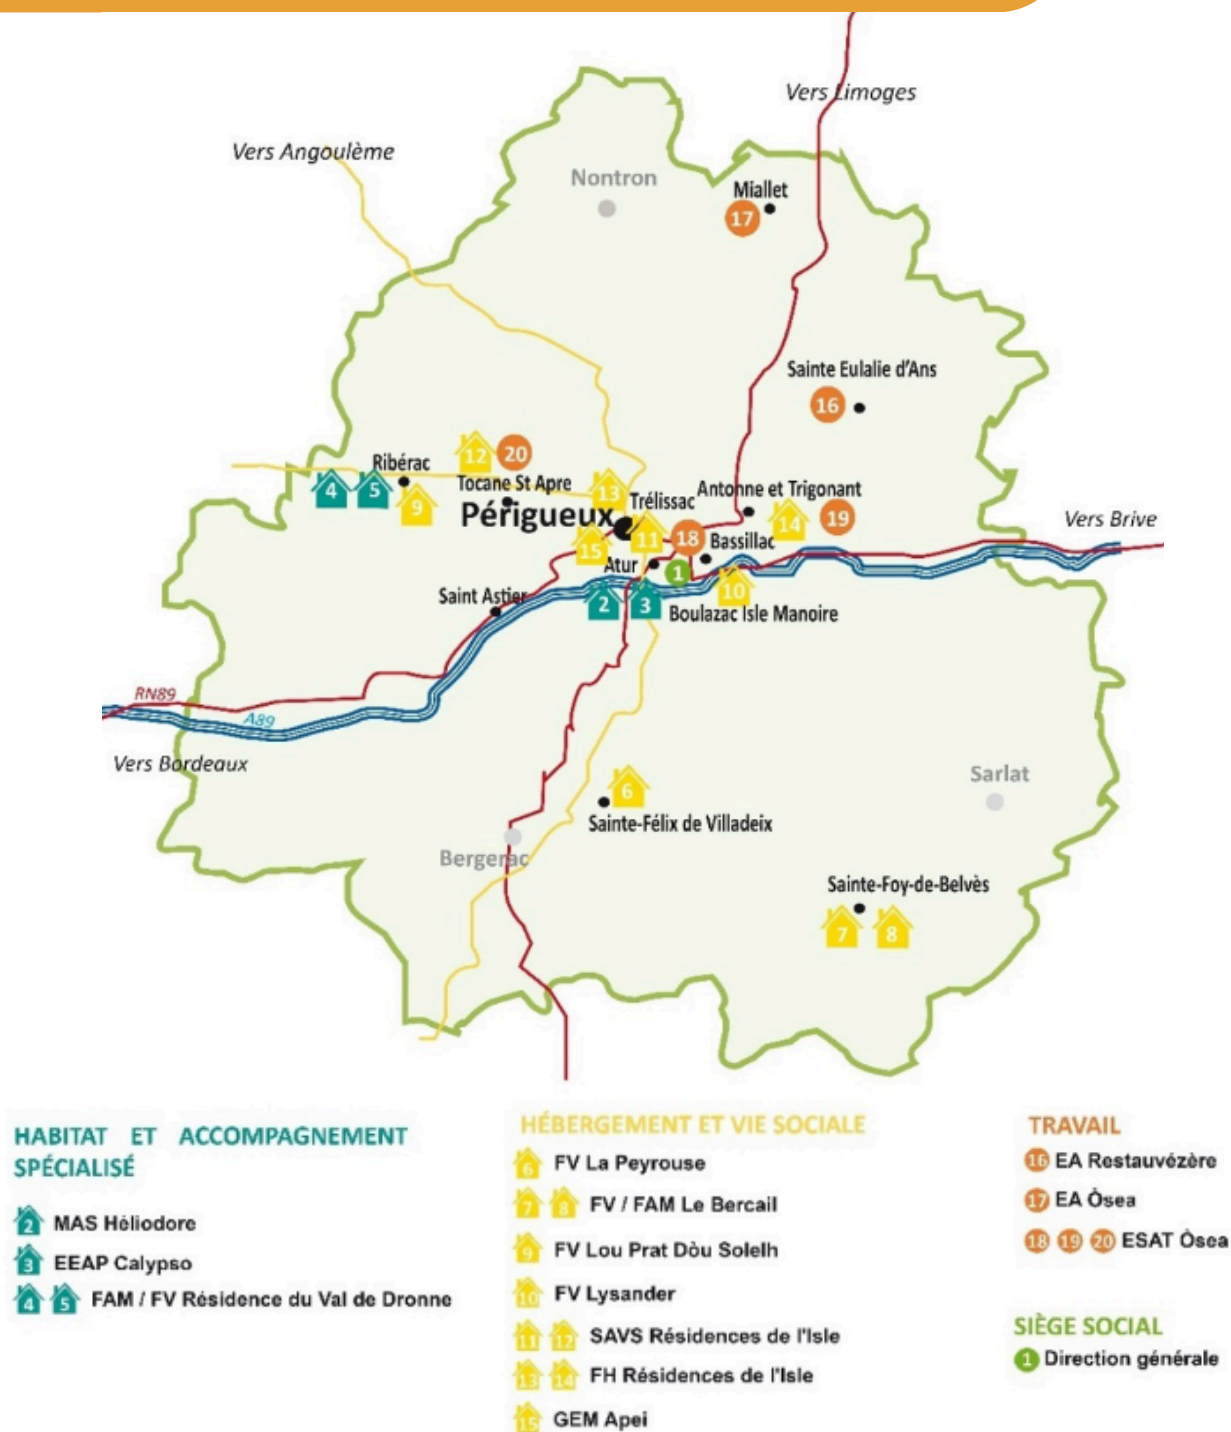 Vers Limoges
Vers Angoulème
Nontron
Miallet
17
Sainte Eulalie d'Ans
16
12
20
Ribérac
4
5
9
Tocane St Apre
13
Trélissac
Antonne et Trigonant
Périgueux
11
18
14
19
Vers Brive
15
Bassillac
Atur
1
10
Saint Astier
2
3
Boulazac Isle Manoire
RN89
A89
Vers Bordeaux
6
Sainte-Félix de Villadeix
Sarlat
Bergerac
Sainte-Foy-de-Belvès
7
8
HABITAT ET ACCOMPAGNEMENT
SPÉCIALISÉ
2 MAS Héliodore
3 EEAP Calypso
4 5 FAM / FV Résidence du Val de Dronne
HÉBERGEMENT ET VIE SOCIALE
6 FV La Peyrouse
7 8 FV / FAM Le Bercail
9 FV Lou Prat Dòu Solelh
10 FV Lysander
11 12 SAVS Résidences de l'Isle
13 14 FH Résidences de l'Isle
15 GEM Apei
TRAVAIL
16 EA Restauvézère
17 EA Òsea
18 19 20 ESAT Òsea
SIÈGE SOCIAL
1 Direction générale